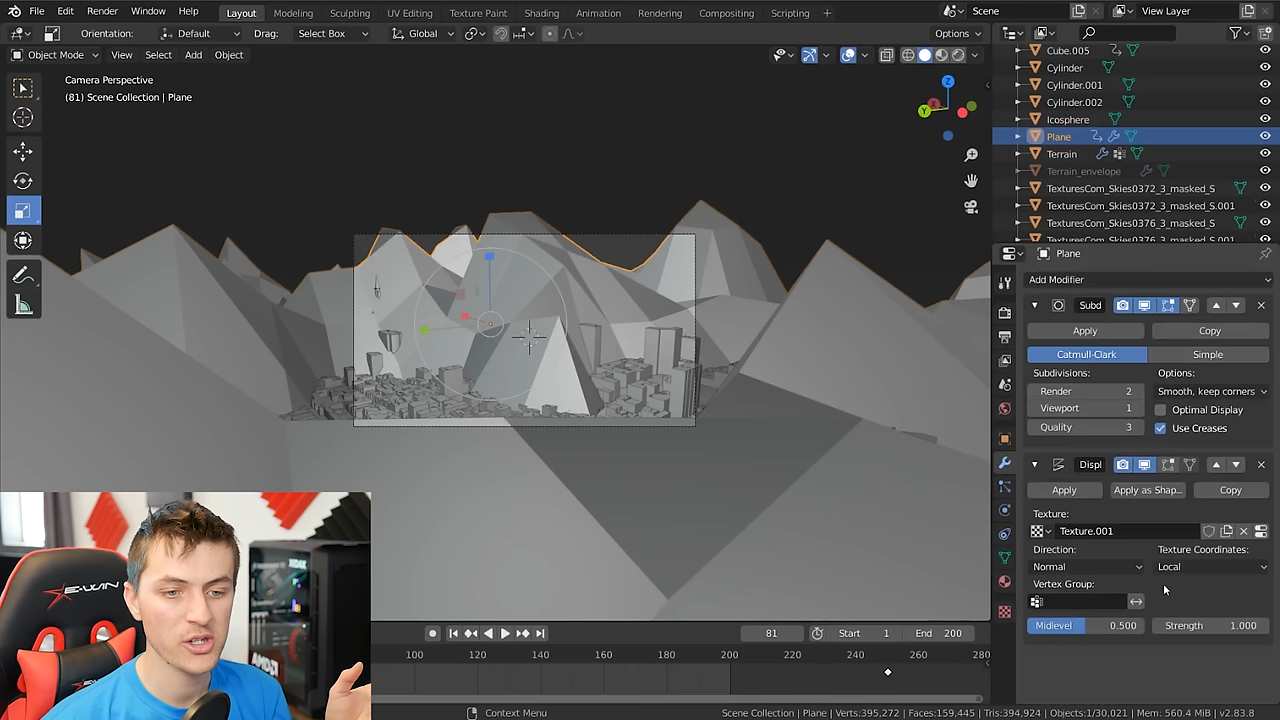 File Edit Render Window Help Layout Modeling Sculpting UV Editing Texture Paint Shading Animation Rendering Compositing Scripting + Scene View Layer
Orientation: Default Drag: Select Box Global Options
Object Mode View Select Add Object
Camera Perspective
(81) Scene Collection | Plane
Z
Y
X
Cube.005
Cylinder
Cylinder.001
Cylinder.002
Icosphere
Plane
Terrain
Terrain_envelope
TexturesCom_Skies0372_3_masked_S
TexturesCom_Skies0372_3_masked_S.001
TexturesCom_Skies0376_3_masked_S
TexturesCom_Skies0376_3_masked_S.001
Plane
Add Modifier
Subd
Apply Copy
Catmull-Clark Simple
Subdivisions: Options:
Render 2 Smooth, keep corners
Viewport 1 Optimal Display
Quality 3 Use Creases
Displ
Apply Apply as Shap... Copy
Texture:
Texture.001
Direction: Texture Coordinates:
Normal Local
Vertex Group:
Midlevel 0.500 Strength 1.000
81 Start 1 End 200
100 120 140 160 180 200 220 240 260 280
Context Menu Scene Collection | Plane | Verts:395,272 | Faces:159,445 | Tris:394,924 | Objects:1/30,021 | Mem: 560.4 MiB | v2.83.8
AMD